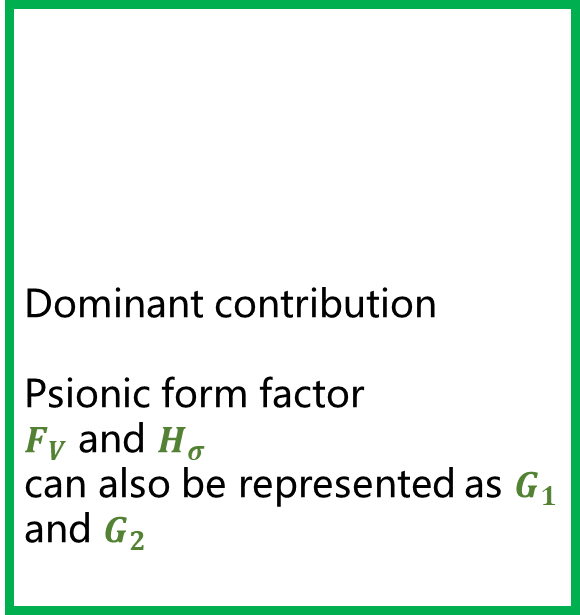 Dominant contribution
Psionic form factor
F_V and H_σ
can also be represented as G_1
and G_2